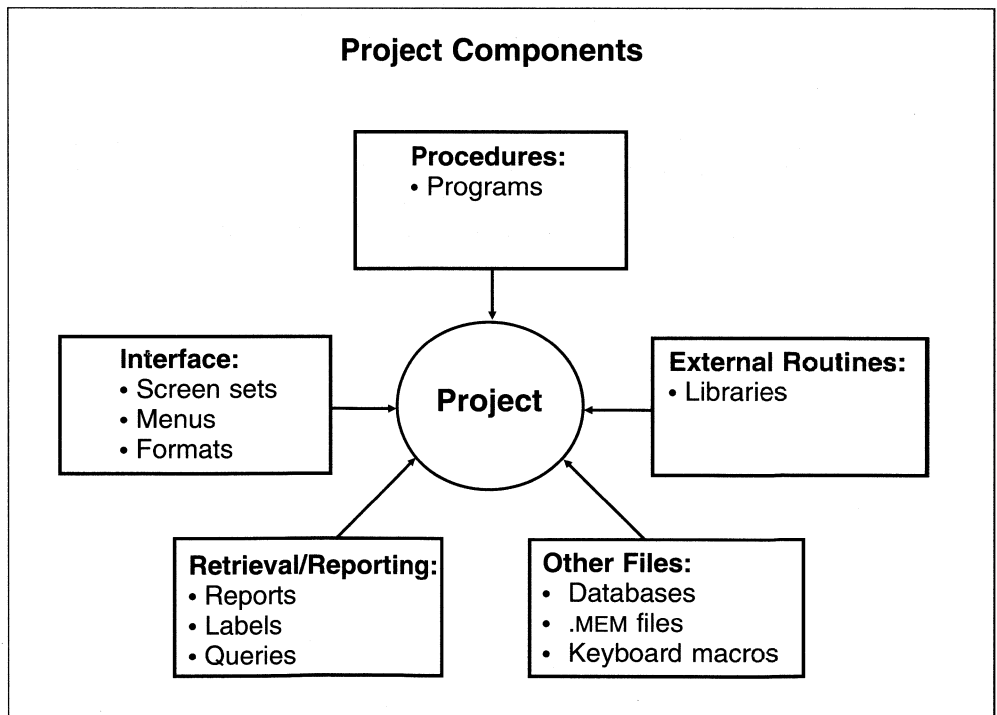 Project Components
Procedures:
• Programs
Interface:
• Screen sets
• Menus
• Formats
Project
External Routines:
• Libraries
Retrieval/Reporting:
• Reports
• Labels
• Queries
Other Files:
• Databases
• .MEM files
• Keyboard macros